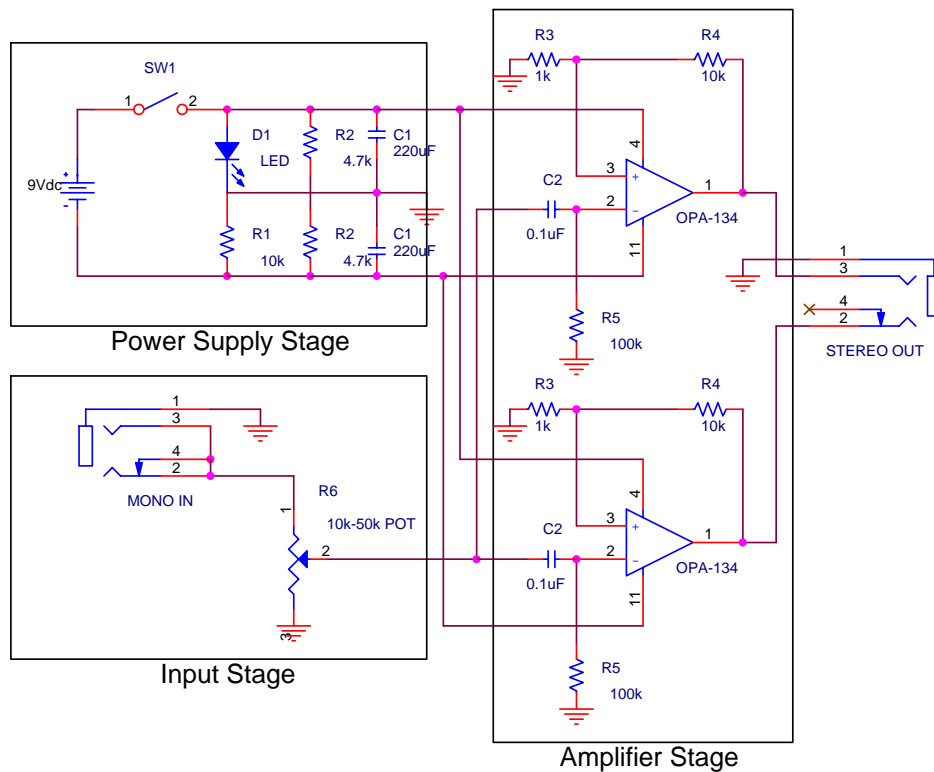 SW1
1
2
9Vdc
+
-
D1
LED
R2
4.7k
C1
220uF
R1
10k
R2
4.7k
C1
220uF
Power Supply Stage
1
3
4
2
MONO IN
R6
10k-50k POT
1
2
3
Input Stage
R3
1k
R4
10k
4
3
+
2
-
1
11
OPA-134
C2
0.1uF
R5
100k
R3
1k
R4
10k
4
3
+
2
-
1
11
OPA-134
C2
0.1uF
R5
100k
Amplifier Stage
1
3
4
2
STEREO OUT